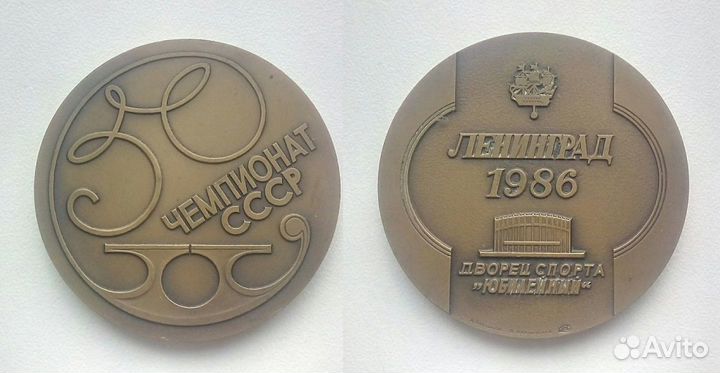 50
ЧЕМПИОНАТ
СССР
ЛЕНИНГРАД
1986
ДВОРЕЦ СПОРТА
„ЮБИЛЕЙНЫЙ“
Avito